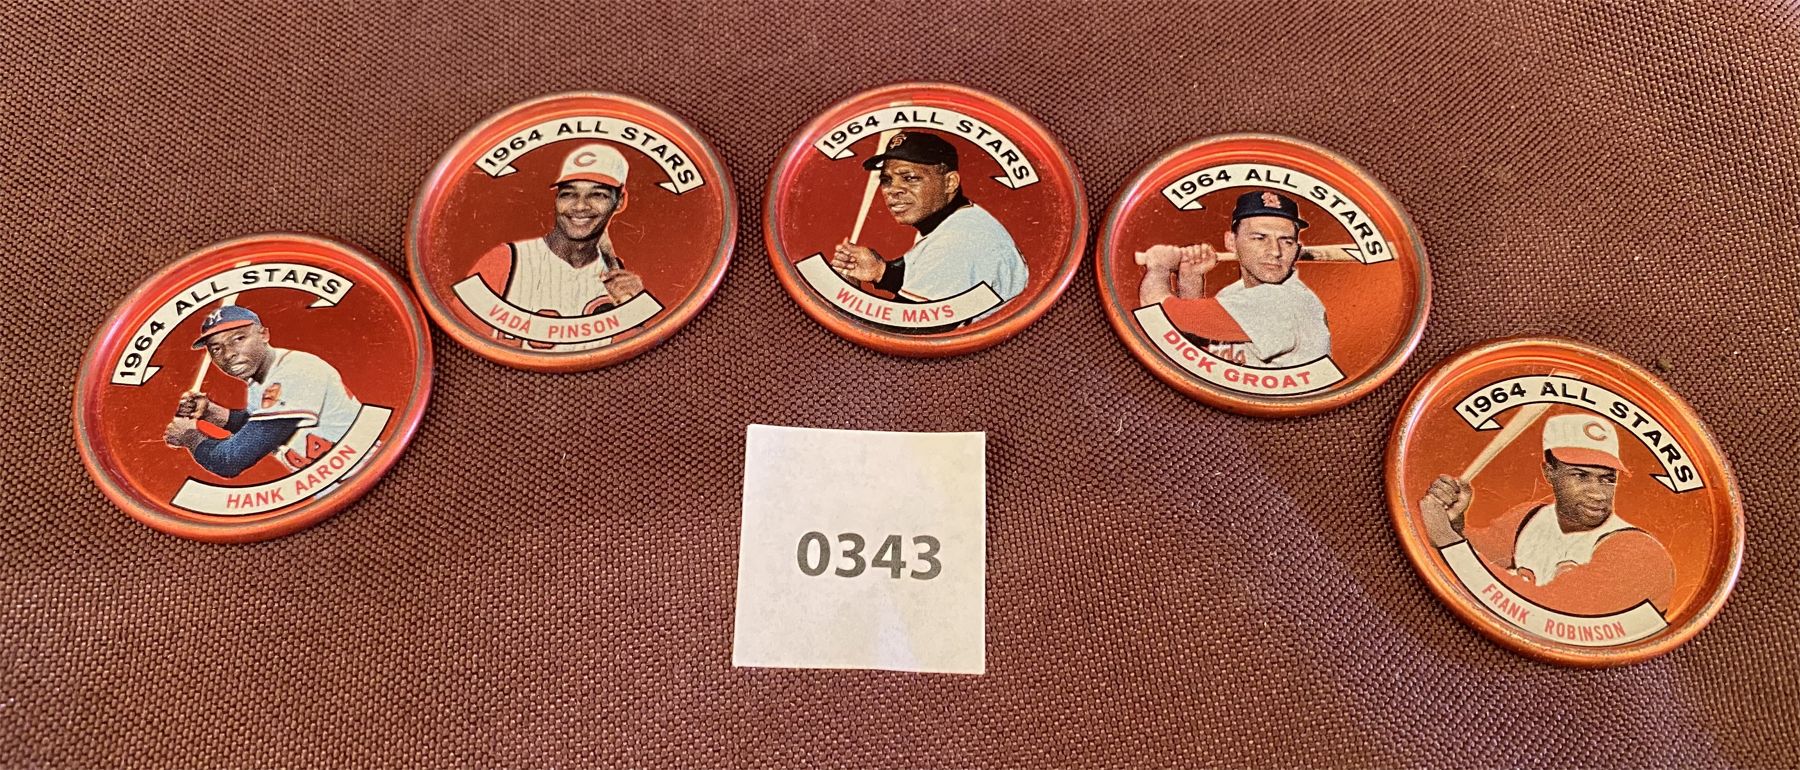 1964 ALL STARS
M
HANK AARON
1964 ALL STARS
C
VADA PINSON
1964 ALL STARS
SF
WILLIE MAYS
1964 ALL STARS
DICK GROAT
1964 ALL STARS
C
FRANK ROBINSON
0343